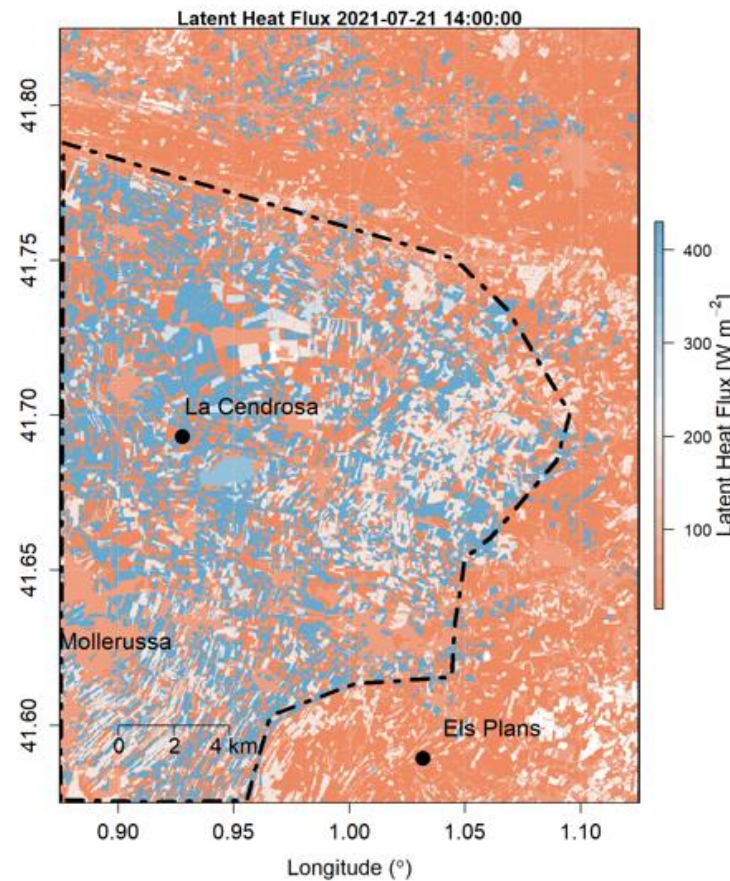 Latent Heat Flux 2021-07-21 14:00:00
41.80
41.75
41.70
41.65
41.60
La Cendrosa
Mollerussa
Els Plans
0 2 4 km
0.90 0.95 1.00 1.05 1.10
Longitude (°)
400
300
200
100
Latent Heat Flux [W m⁻²]